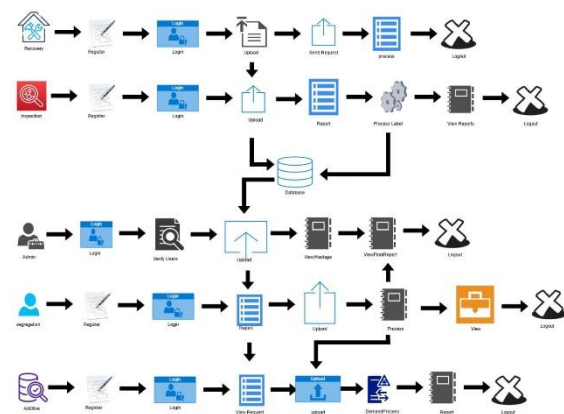 Recovery
Register
Login
Login
Upload
Send Request
process
Logout
Inspection
Register
Login
Login
Upload
Report
Process Label
View Reports
Logout
Database
Admin
Login
Login
Verify Users
Upload
Logout
segregation
Register
Login
Login
Report
Upload
Process
View
Logout
Additive
Register
Login
Login
View Request
Upload
upload
DemandProcess
Report
Logout